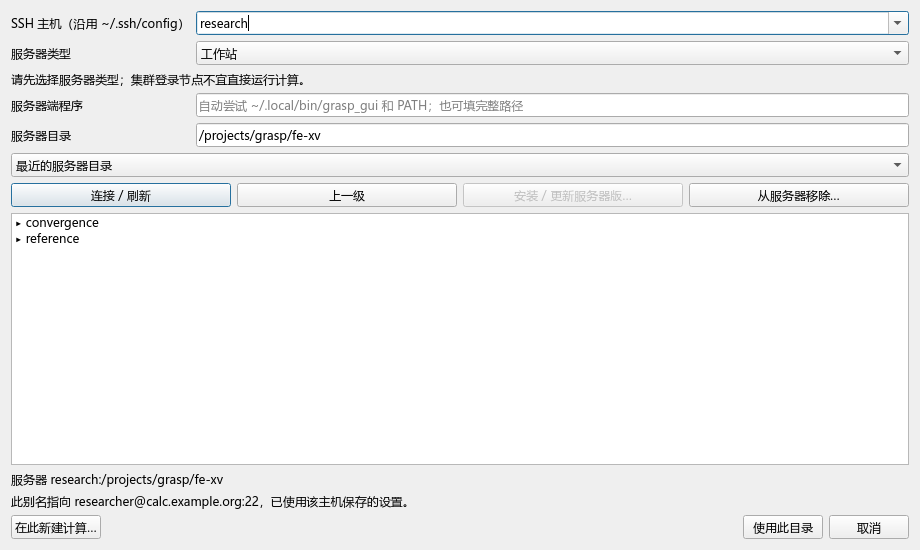 SSH 主机（沿用 ~/.ssh/config） research
服务器类型 工作站
请先选择服务器类型；集群登录节点不宜直接运行计算。
服务器端程序 自动尝试 ~/.local/bin/grasp_gui 和 PATH；也可填完整路径
服务器目录 /projects/grasp/fe-xv
最近的服务器目录
连接 / 刷新 上一级 安装 / 更新服务器版... 从服务器移除...
convergence
reference
服务器 research:/projects/grasp/fe-xv
此别名指向 researcher@calc.example.org:22，已使用该主机保存的设置。
在此新建计算... 使用此目录 取消